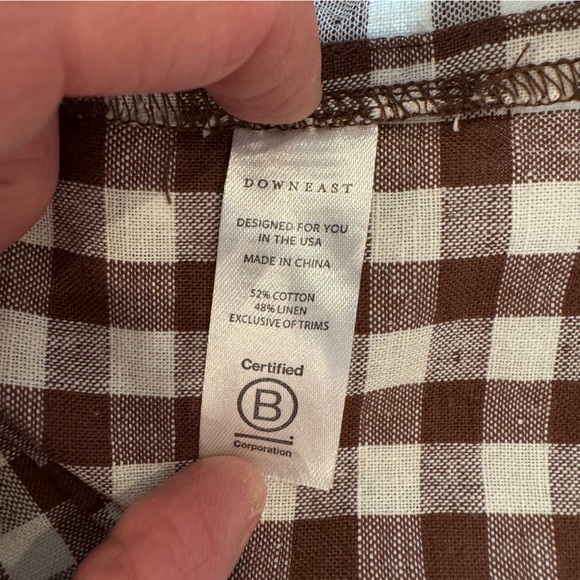 DOWNEAST
DESIGNED FOR YOU
IN THE USA
MADE IN CHINA
52% COTTON
48% LINEN
EXCLUSIVE OF TRIMS
Certified
B
Corporation